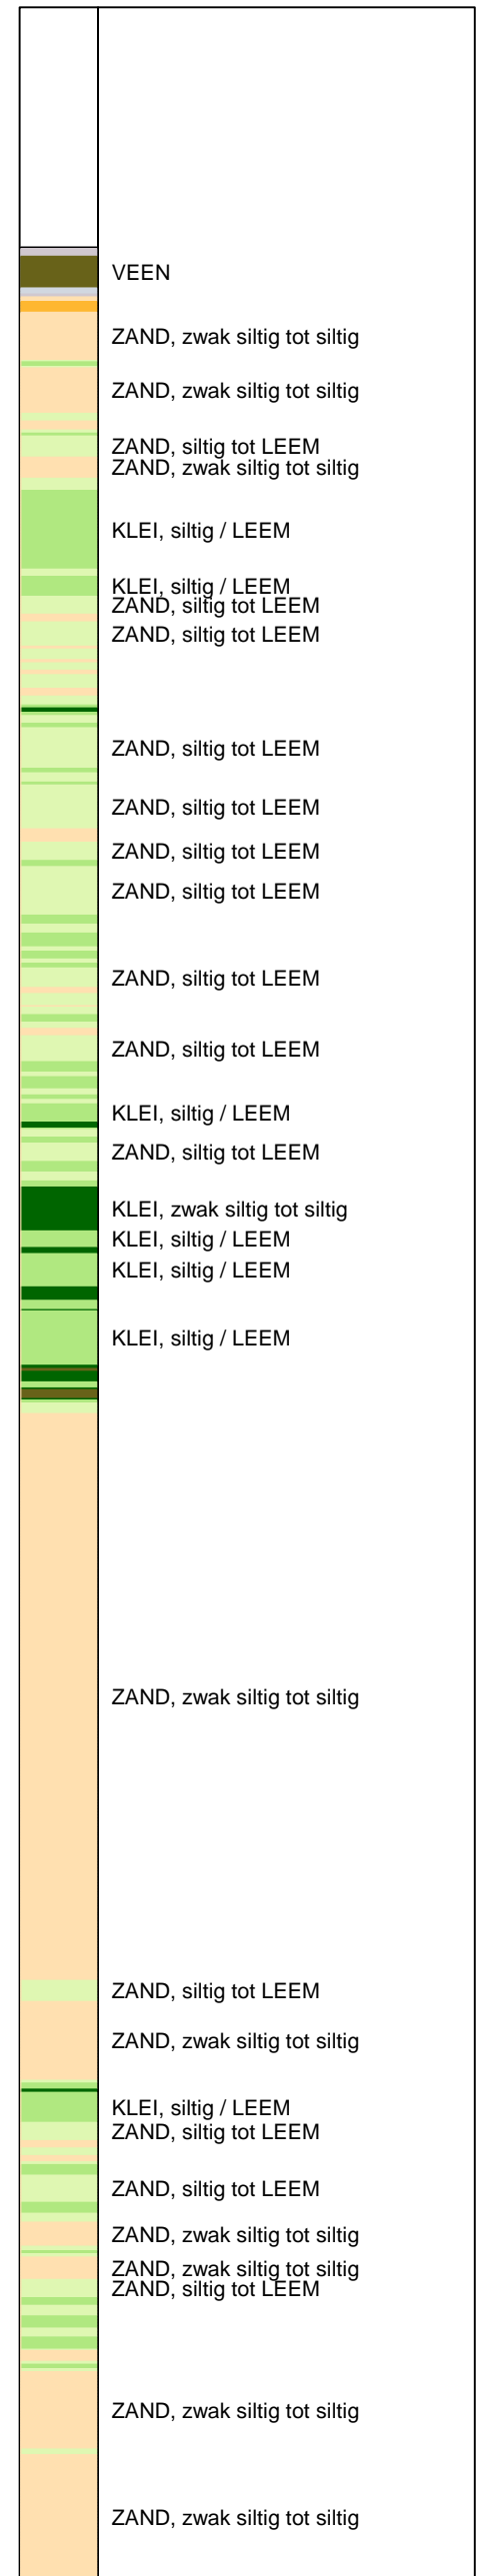 VEEN
ZAND, zwak siltig tot siltig
ZAND, zwak siltig tot siltig
ZAND, siltig tot LEEM
ZAND, zwak siltig tot siltig
KLEI, siltig / LEEM
KLEI, siltig / LEEM
ZAND, siltig tot LEEM
ZAND, siltig tot LEEM
ZAND, siltig tot LEEM
ZAND, siltig tot LEEM
ZAND, siltig tot LEEM
ZAND, siltig tot LEEM
ZAND, siltig tot LEEM
ZAND, siltig tot LEEM
KLEI, siltig / LEEM
ZAND, siltig tot LEEM
KLEI, zwak siltig tot siltig
KLEI, siltig / LEEM
KLEI, siltig / LEEM
KLEI, siltig / LEEM
ZAND, zwak siltig tot siltig
ZAND, siltig tot LEEM
ZAND, zwak siltig tot siltig
KLEI, siltig / LEEM
ZAND, siltig tot LEEM
ZAND, siltig tot LEEM
ZAND, zwak siltig tot siltig
ZAND, zwak siltig tot siltig
ZAND, siltig tot LEEM
ZAND, zwak siltig tot siltig
ZAND, zwak siltig tot siltig